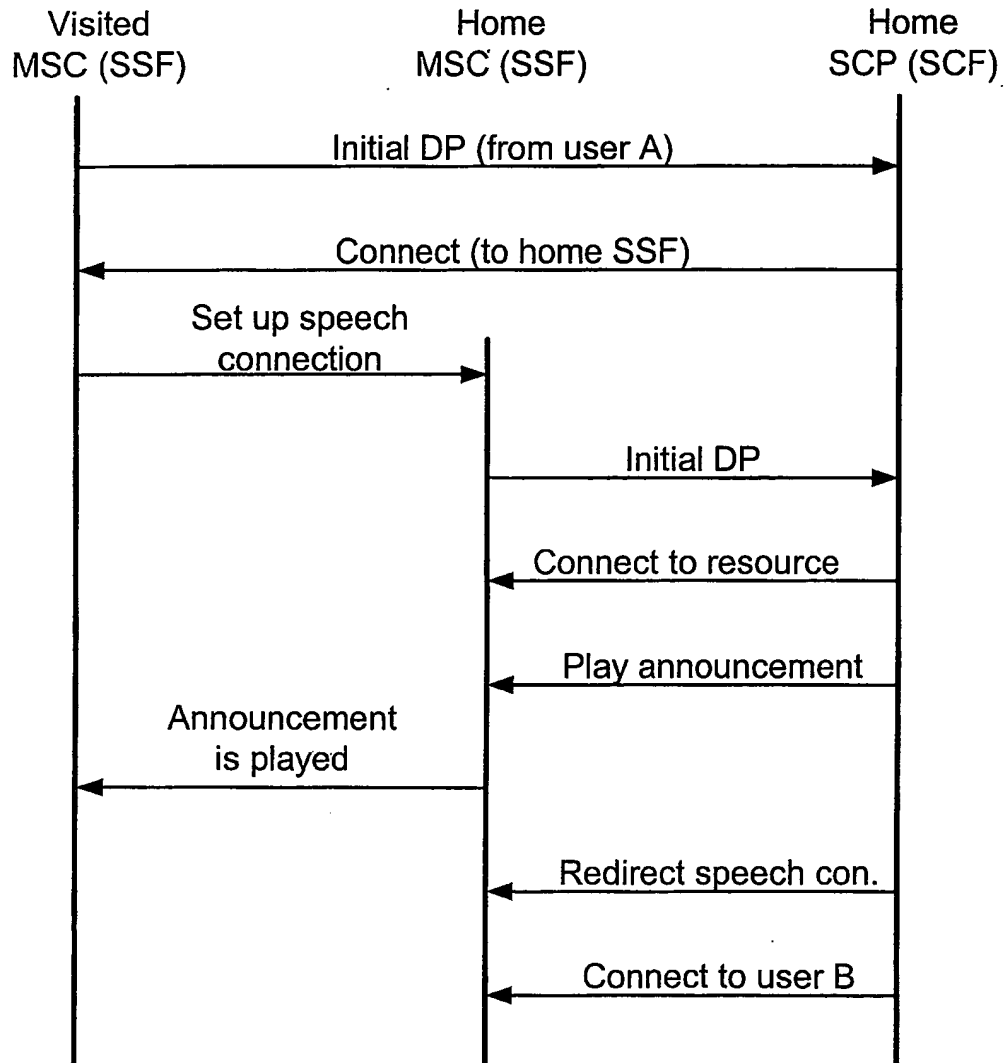 Visited
MSC (SSF)
Home
MSC (SSF)
Home
SCP (SCF)
Initial DP (from user A)
Connect (to home SSF)
Set up speech
connection
Initial DP
Connect to resource
Play announcement
Announcement
is played
Redirect speech con.
Connect to user B